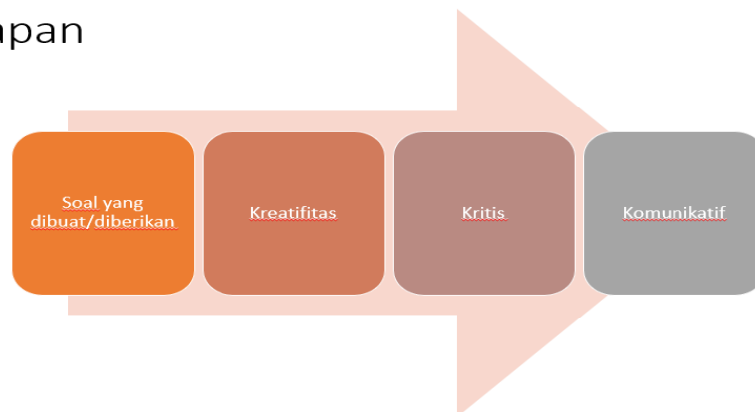 apan
Soal yang
dibuat/diberikan
Kreatifitas
Kritis
Komunikatif